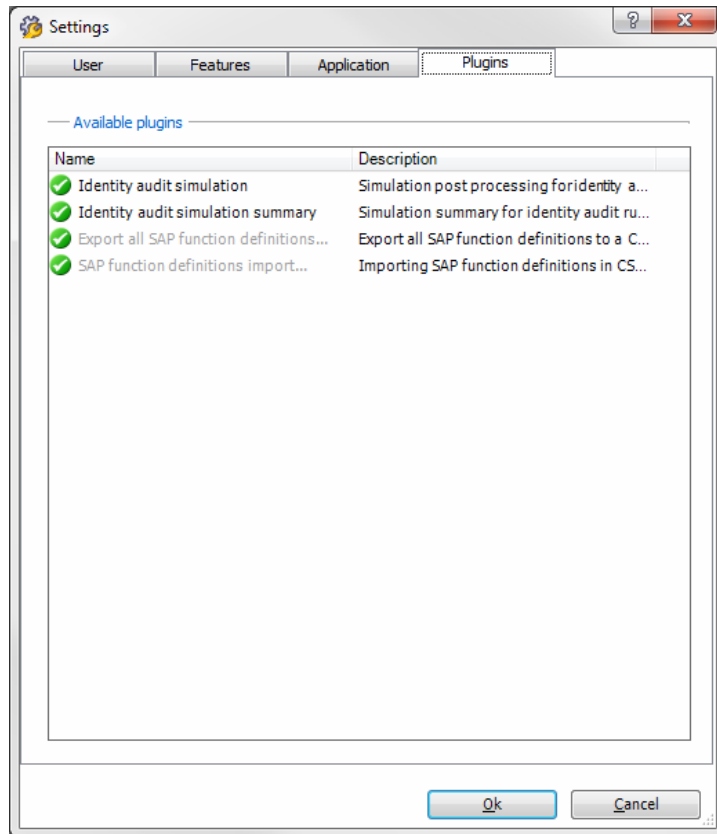 Settings
User Features Application Plugins
Available plugins
Name Description
Identity audit simulation Simulation post processing foridentity a...
Identity audit simulation summary Simulation summary for identity audit ru...
Export all SAP function definitions... Export all SAP function definitions to a C...
SAP function definitions import... Importing SAP function definitions in CS...
Ok Cancel